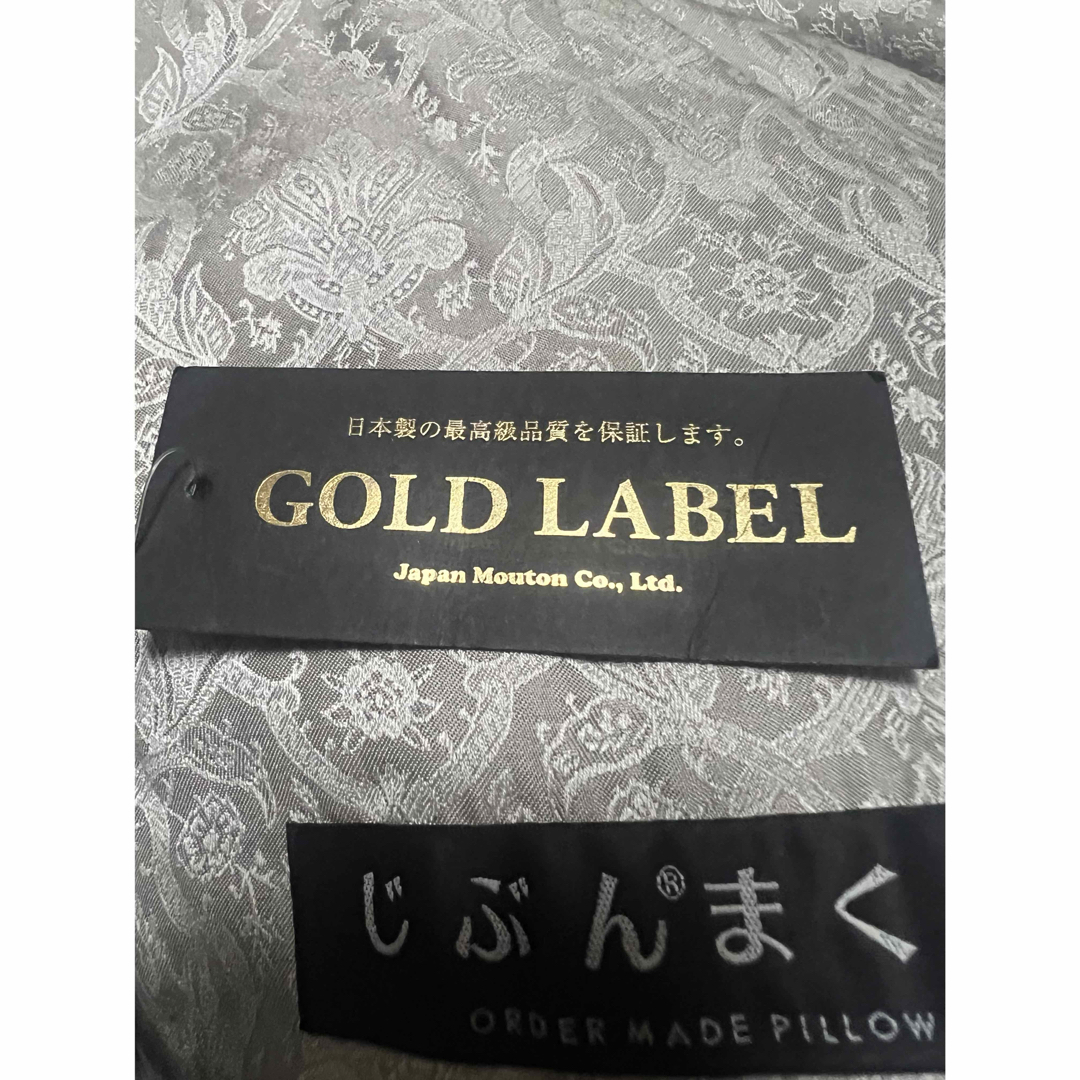 日本製の最高級品質を保証します。
GOLD LABEL
Japan Mouton Co., Ltd.
じぶん®まく
ORDER MADE PILLOW